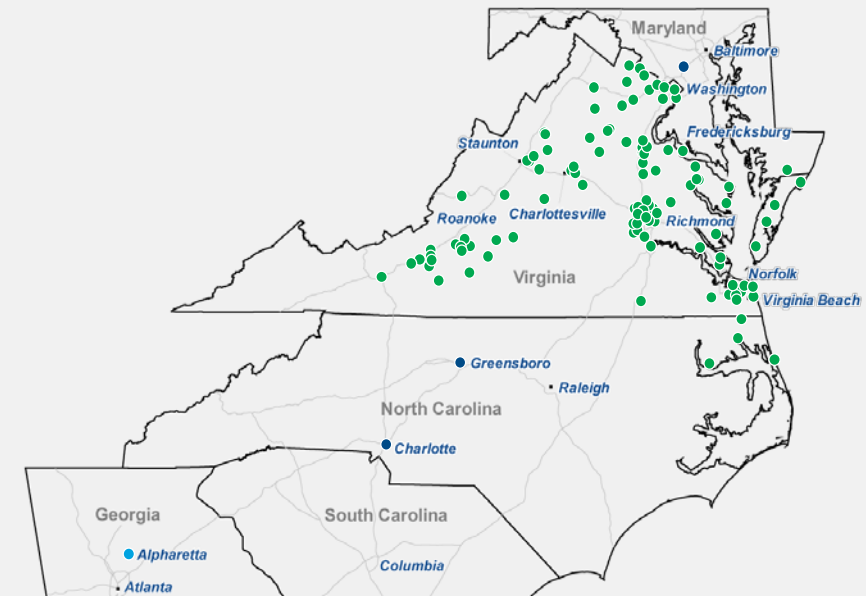 Maryland
Baltimore
Washington
Fredericksburg
Staunton
Roanoke
Charlottesville
Richmond
Virginia
Norfolk
Virginia Beach
Greensboro
Raleigh
North Carolina
Charlotte
Georgia
South Carolina
Alpharetta
Columbia
Atlanta